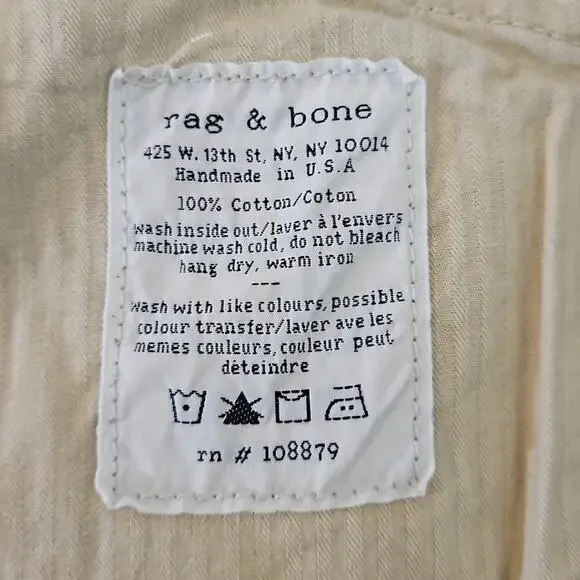 rag & bone
425 W. 13th St, NY, NY 10014
Handmade in U.S.A
100% Cotton/Coton
wash inside out/laver à l'envers
machine wash cold, do not bleach
hang dry, warm iron
---
wash with like colours, possible
colour transfer/laver ave les
memes couleurs, couleur peut
déteindre
rn # 108879